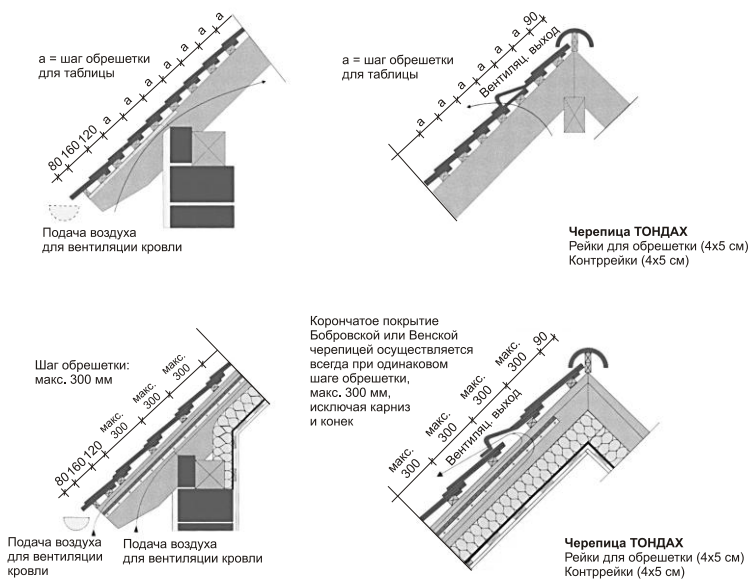 a = шаг обрешетки
для таблицы
80 160 120 a a a a a a
Подача воздуха
для вентиляции кровли
a = шаг обрешетки
для таблицы
a a a a a a 90
Вентиляц. выход
Черепица ТОНДАХ
Рейки для обрешетки (4x5 см)
Контррейки (4x5 см)
Шаг обрешетки:
макс. 300 мм
80 160 120
макс.
300
макс.
300
макс.
300
Подача воздуха
для вентиляции
кровли
Подача воздуха
для вентиляции кровли
Корончатое покрытие
Бобровской или Венской
черепицей осуществляется
всегда при одинаковом
шаге обрешетки,
макс. 300 мм,
исключая карниз
и конек
макс.
300
макс.
300
макс.
300
макс.
300
90
Вентиляц. выход
Черепица ТОНДАХ
Рейки для обрешетки (4x5 см)
Контррейки (4x5 см)